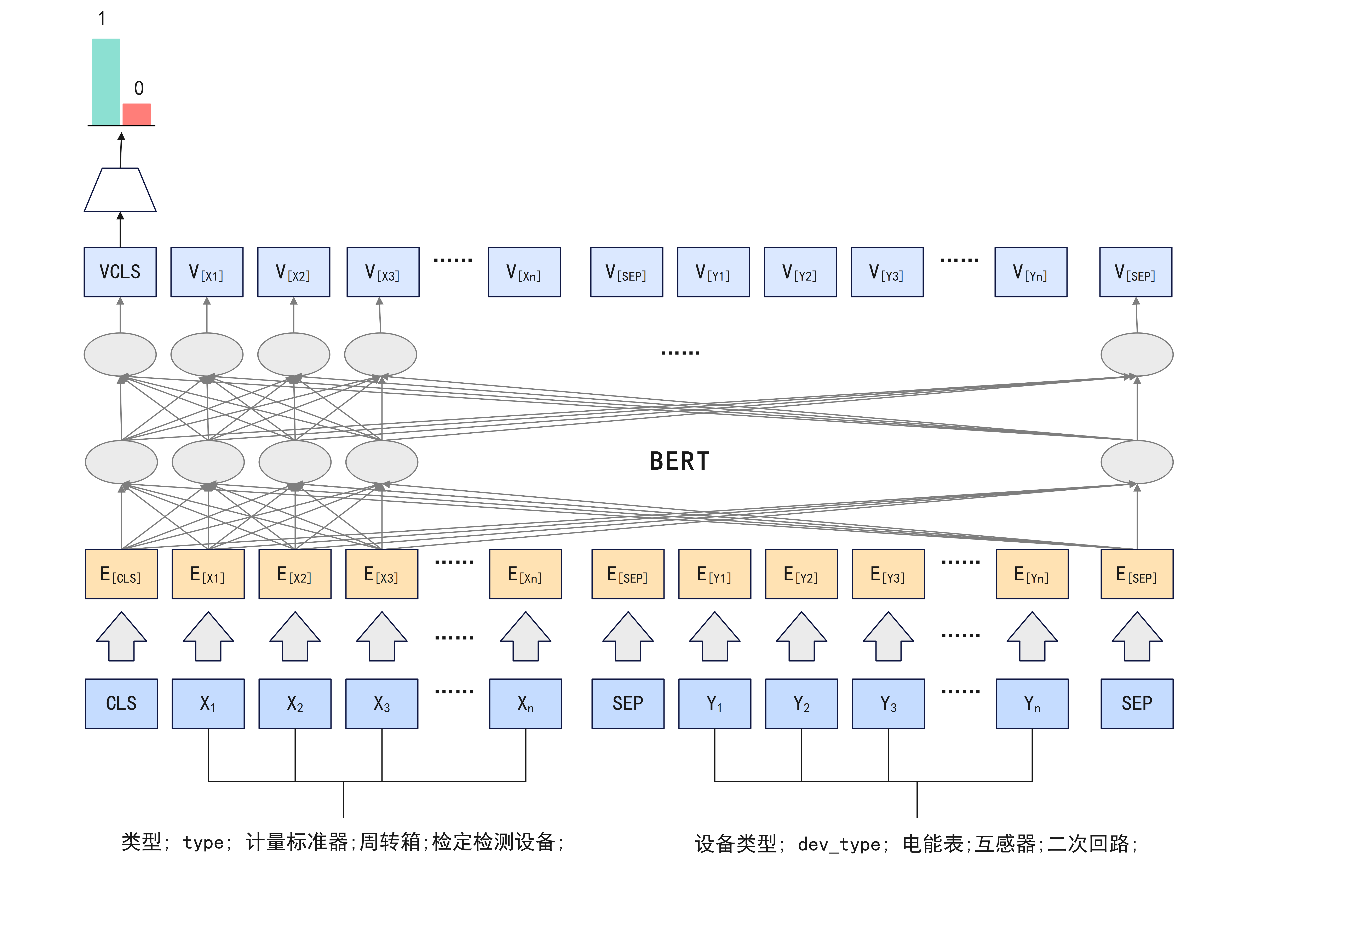 1
0
VCLS V[X1] V[X2] V[X3] ······ V[Xn] V[SEP] V[Y1] V[Y2] V[Y3] ······ V[Yn] V[SEP]
······
BERT
E[CLS] E[X1] E[X2] E[X3] ······ E[Xn] E[SEP] E[Y1] E[Y2] E[Y3] ······ E[Yn] E[SEP]
······ ······
CLS X1 X2 X3 ······ Xn SEP Y1 Y2 Y3 ······ Yn SEP
类型; type; 计量标准器;周转箱;检定检测设备; 设备类型; dev_type; 电能表;互感器;二次回路;